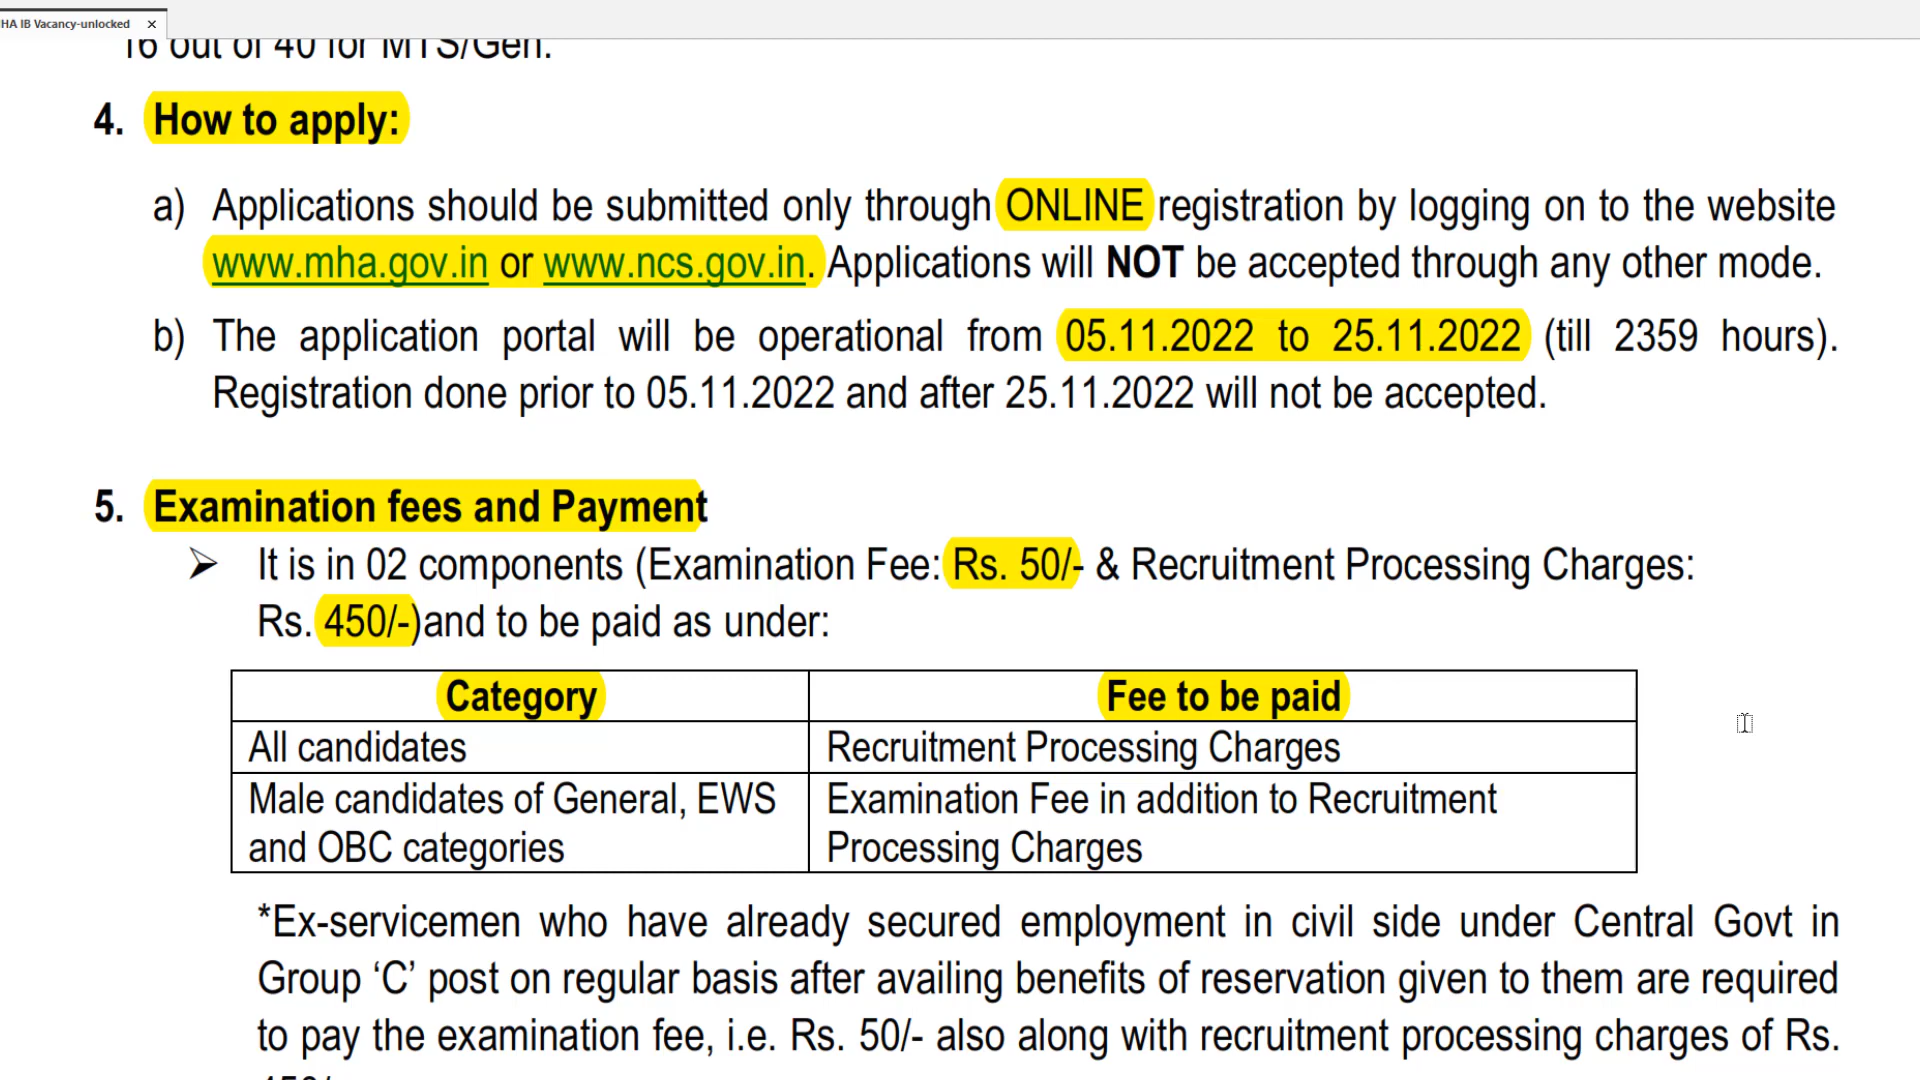 HA IB Vacancy-unlocked ×
16 out of 40 for MTS/Gen.
4. How to apply:
a) Applications should be submitted only through ONLINE registration by logging on to the website
www.mha.gov.in or www.ncs.gov.in. Applications will NOT be accepted through any other mode.
b) The application portal will be operational from 05.11.2022 to 25.11.2022 (till 2359 hours).
Registration done prior to 05.11.2022 and after 25.11.2022 will not be accepted.
5. Examination fees and Payment
➢ It is in 02 components (Examination Fee: Rs. 50/- & Recruitment Processing Charges:
Rs. 450/-)and to be paid as under:
Category Fee to be paid
All candidates Recruitment Processing Charges
Male candidates of General, EWS Examination Fee in addition to Recruitment
and OBC categories Processing Charges
*Ex-servicemen who have already secured employment in civil side under Central Govt in
Group ‘C’ post on regular basis after availing benefits of reservation given to them are required
to pay the examination fee, i.e. Rs. 50/- also along with recruitment processing charges of Rs.